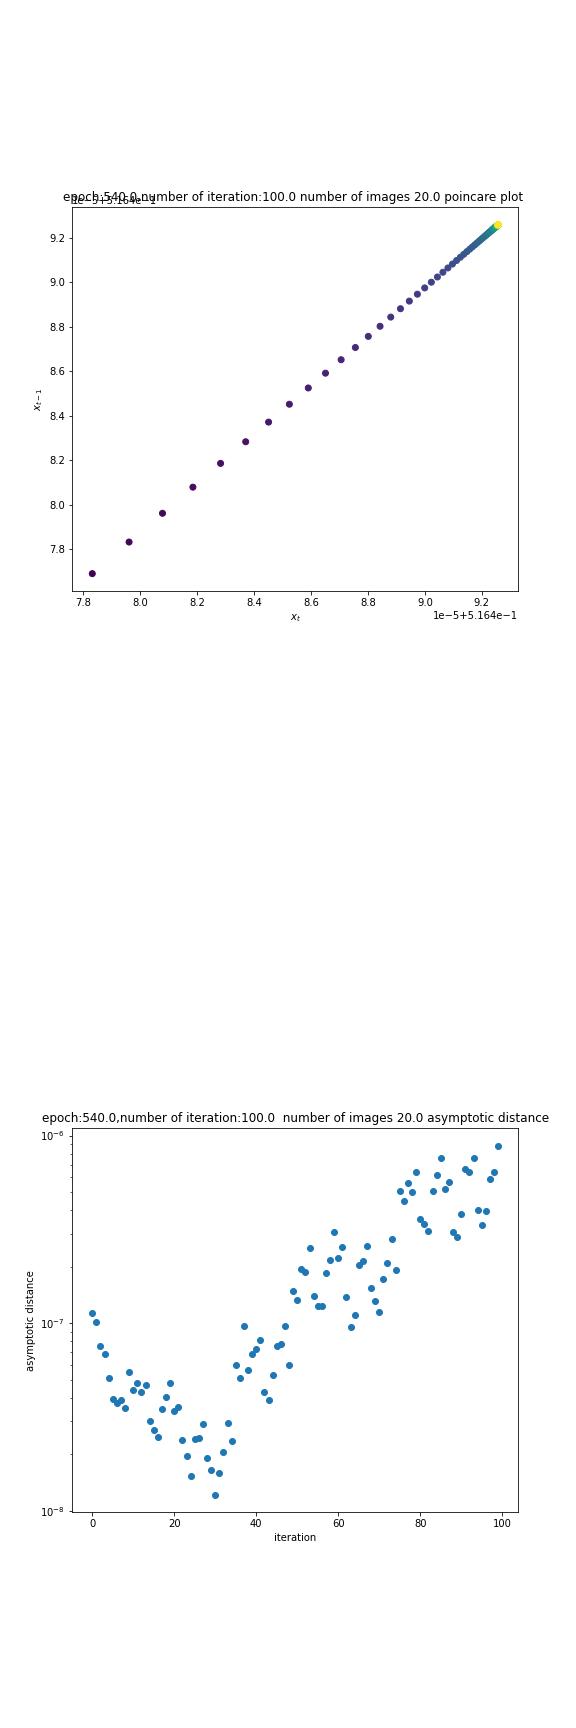 epoch:540.0,number of iteration:100.0 number of images 20.0 poincare plot
1e−5+5.164e−1
9.2
9.0
8.8
8.6
8.4
8.2
8.0
7.8
x_{t−1}
7.8 8.0 8.2 8.4 8.6 8.8 9.0 9.2
x_t
1e−5+5.164e−1
epoch:540.0,number of iteration:100.0  number of images 20.0 asymptotic distance
10^{−6}
10^{−7}
10^{−8}
asymptotic distance
0 20 40 60 80 100
iteration